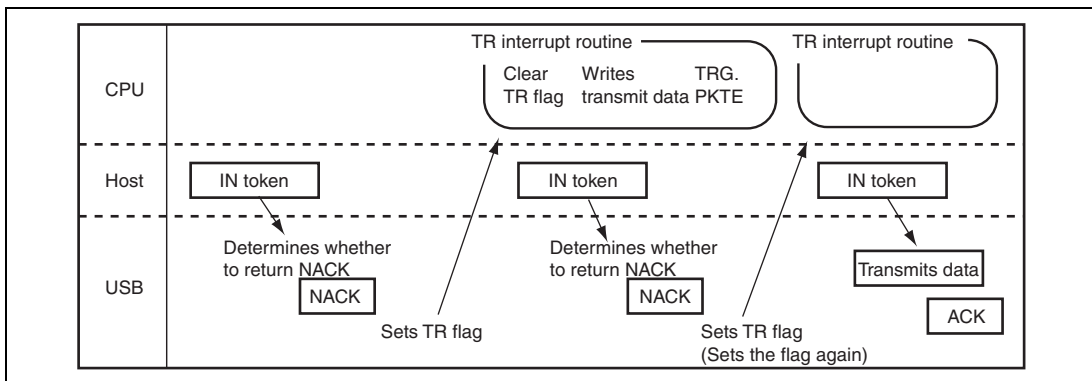 TR interrupt routine
TR interrupt routine
CPU
Clear Writes TRG.
TR flag transmit data PKTE
Host
IN token
IN token
IN token
USB
Determines whether
to return NACK
NACK
Sets TR flag
Determines whether
to return NACK
NACK
Sets TR flag
(Sets the flag again)
Transmits data
ACK